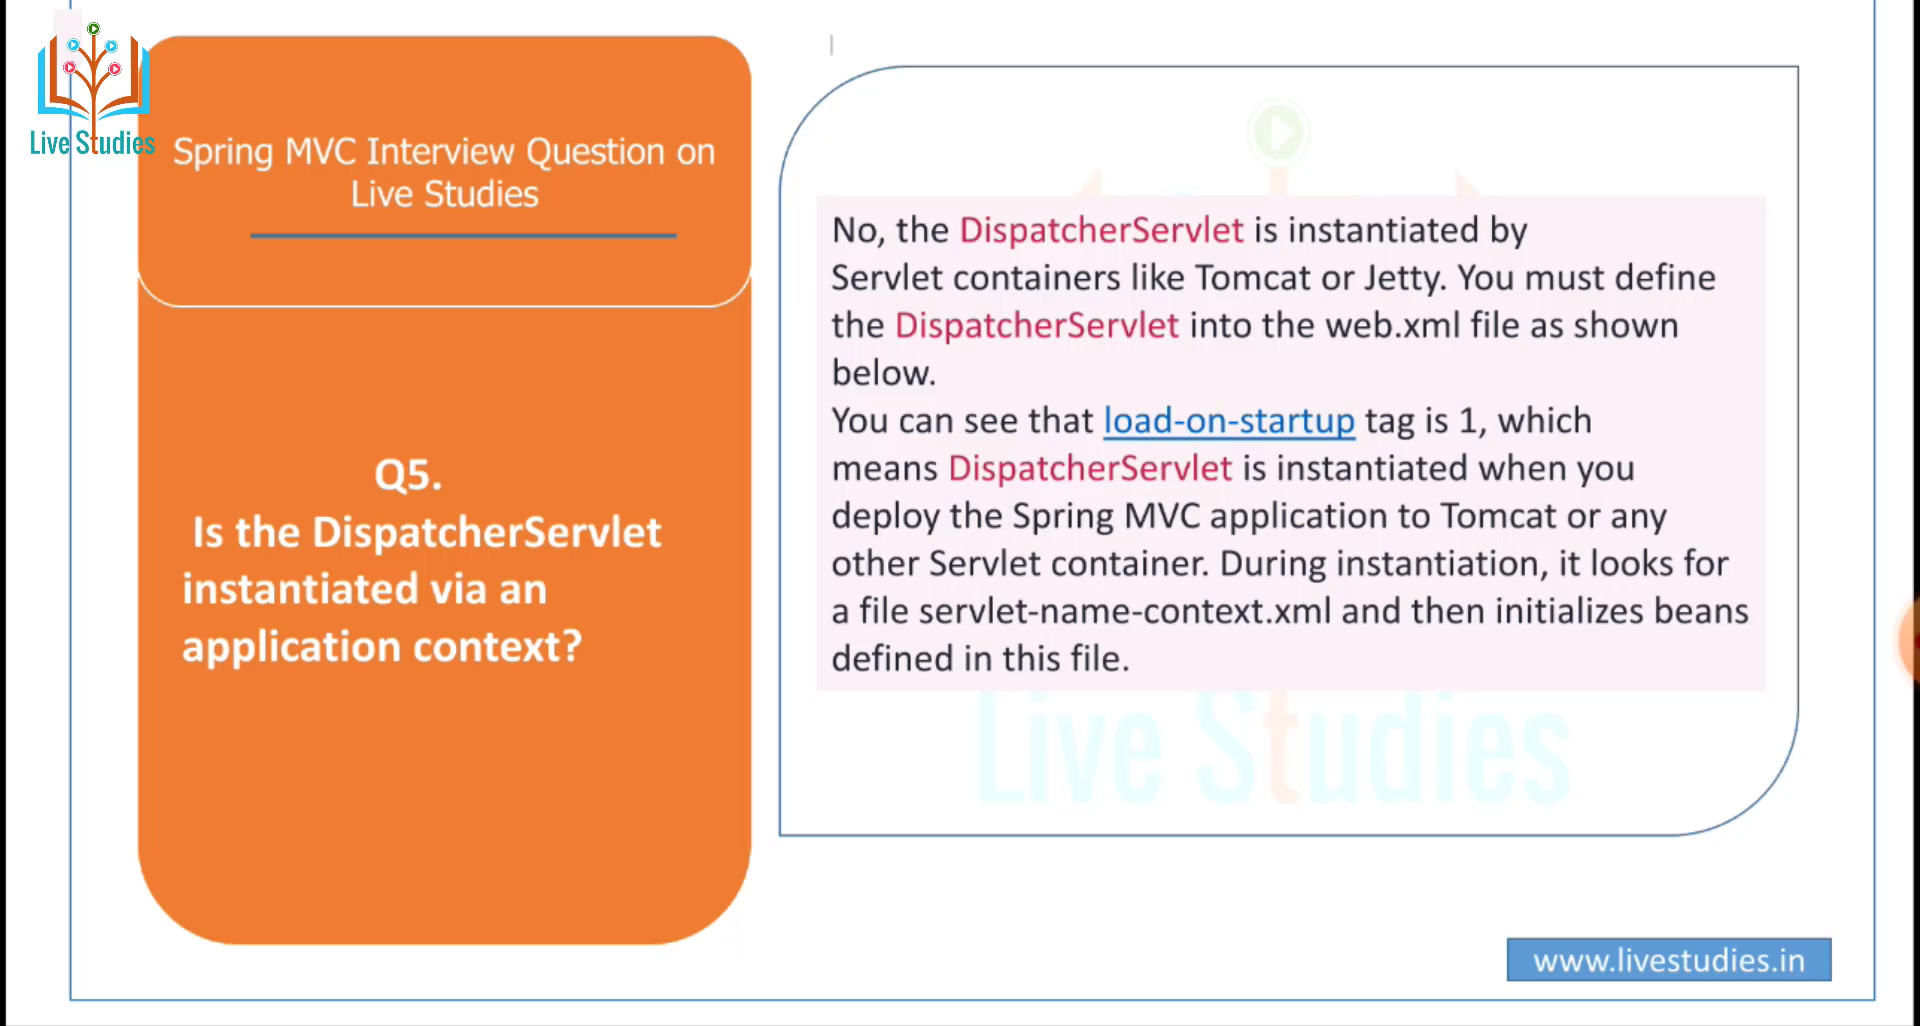 Live Studies
Spring MVC Interview Question on
Live Studies
Q5.
Is the DispatcherServlet
instantiated via an
application context?
No, the DispatcherServlet is instantiated by
Servlet containers like Tomcat or Jetty. You must define
the DispatcherServlet into the web.xml file as shown
below.
You can see that load-on-startup tag is 1, which
means DispatcherServlet is instantiated when you
deploy the Spring MVC application to Tomcat or any
other Servlet container. During instantiation, it looks for
a file servlet-name-context.xml and then initializes beans
defined in this file.
Live Studies
www.livestudies.in